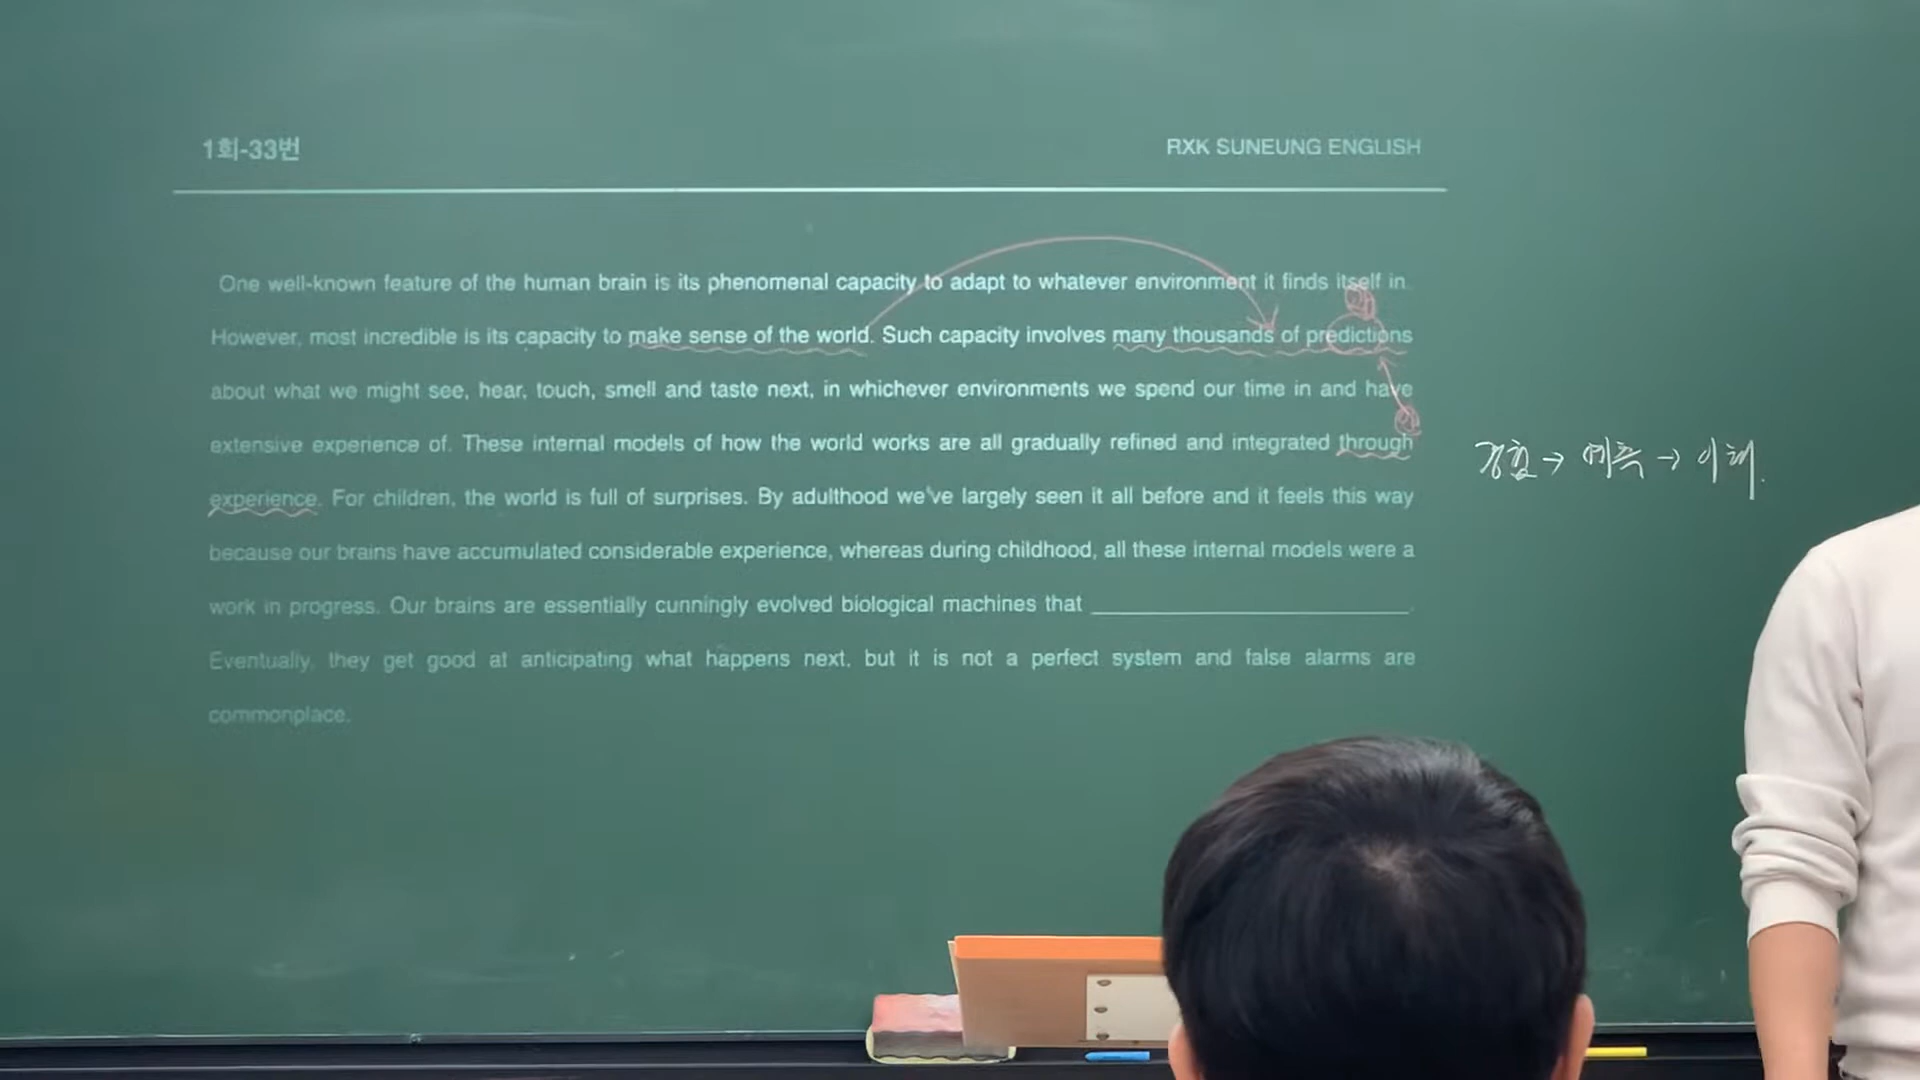 1회-33번
RXK SUNEUNG ENGLISH
One well-known feature of the human brain is its phenomenal capacity to adapt to whatever environment it finds itself in.
However, most incredible is its capacity to make sense of the world. Such capacity involves many thousands of predictions
about what we might see, hear, touch, smell and taste next, in whichever environments we spend our time in and have
extensive experience of. These internal models of how the world works are all gradually refined and integrated through
experience. For children, the world is full of surprises. By adulthood we've largely seen it all before and it feels this way
because our brains have accumulated considerable experience, whereas during childhood, all these internal models were a
work in progress. Our brains are essentially cunningly evolved biological machines that ____________________.
Eventually, they get good at anticipating what happens next, but it is not a perfect system and false alarms are
commonplace.
경험 → 예측 → 이해.